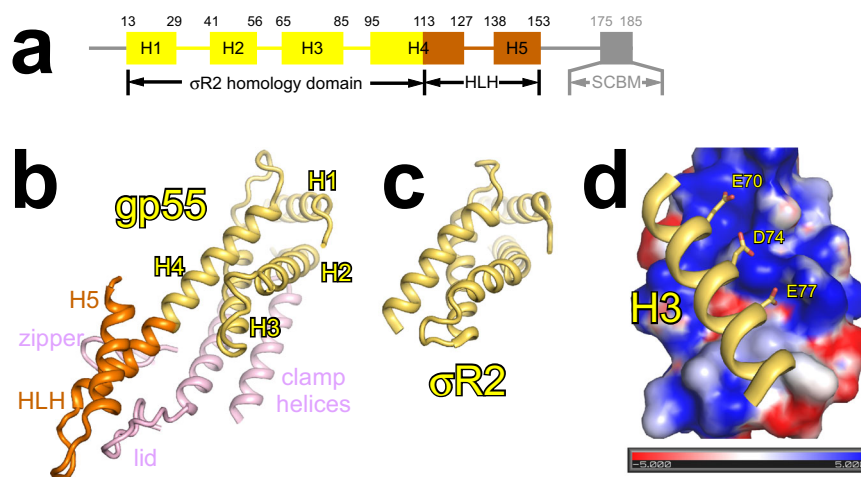 a
13 29 41 56 65 85 95 113 127 138 153 175 185
H1 H2 H3 H4 H5
σR2 homology domain HLH SCBM
b
gp55
H1
H2
H4
H3
H5
zipper
HLH
lid
clamp
helices
c
σR2
d
E70
D74
E77
H3
-5.000 5.000